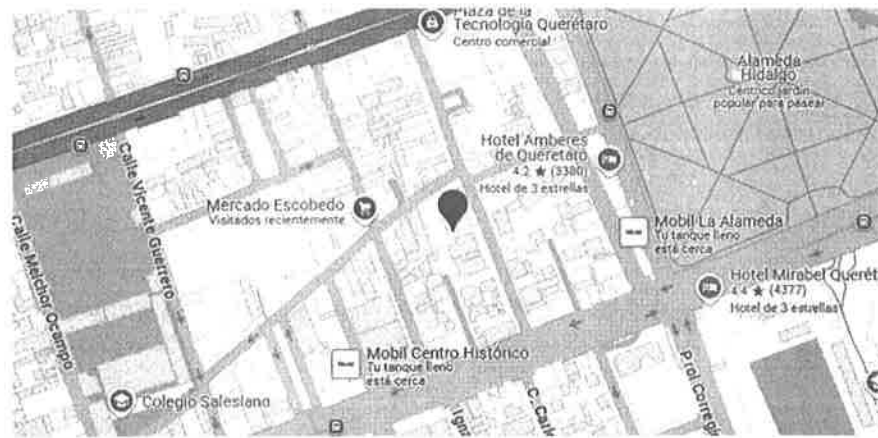 Plaza de la
Tecnología Querétaro
Centro comercial
Alameda
Hidalgo
Céntrico jardín
popular para pasear
Hotel Amberes
de Querétaro
4.2 ★ (3380)
Hotel de 3 estrellas
Calle Vicente Guerrero
Mercado Escobedo
Visitados recientemente
Calle Melchor Ocampo
Mobil La Alameda
Tu tanque lleno
está cerca
Hotel Mirabel Querét
4.4 ★ (4377)
Hotel de 3 estrellas
Mobil Centro Histórico
Tu tanque lleno
está cerca
Colegio Salesiano
Igna
C. Calle
Prol Corregid